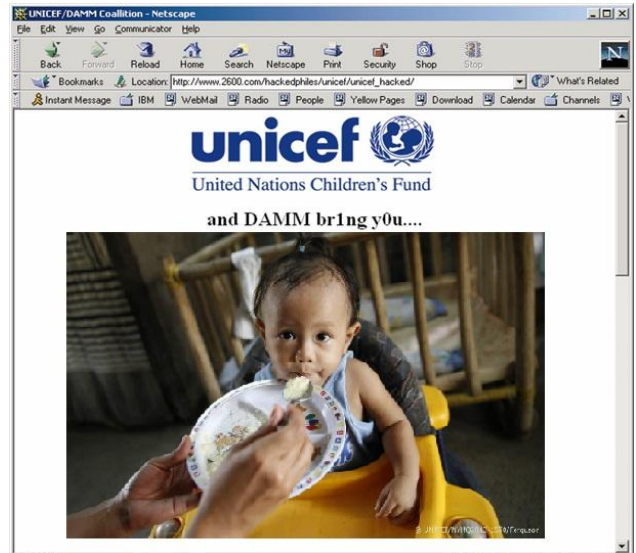 UNICEF/DAMM Coallition - Netscape
File Edit View Go Communicator Help
Back Forward Reload Home Search Netscape Print Security Shop Stop
N
Bookmarks Location: http://www.2600.com/hackedphiles/unicef/unicef_hacked/ What's Related
Instant Message IBM WebMail Radio People Yellow Pages Download Calendar Channels
unicef
United Nations Children's Fund
and DAMM br1ng y0u....